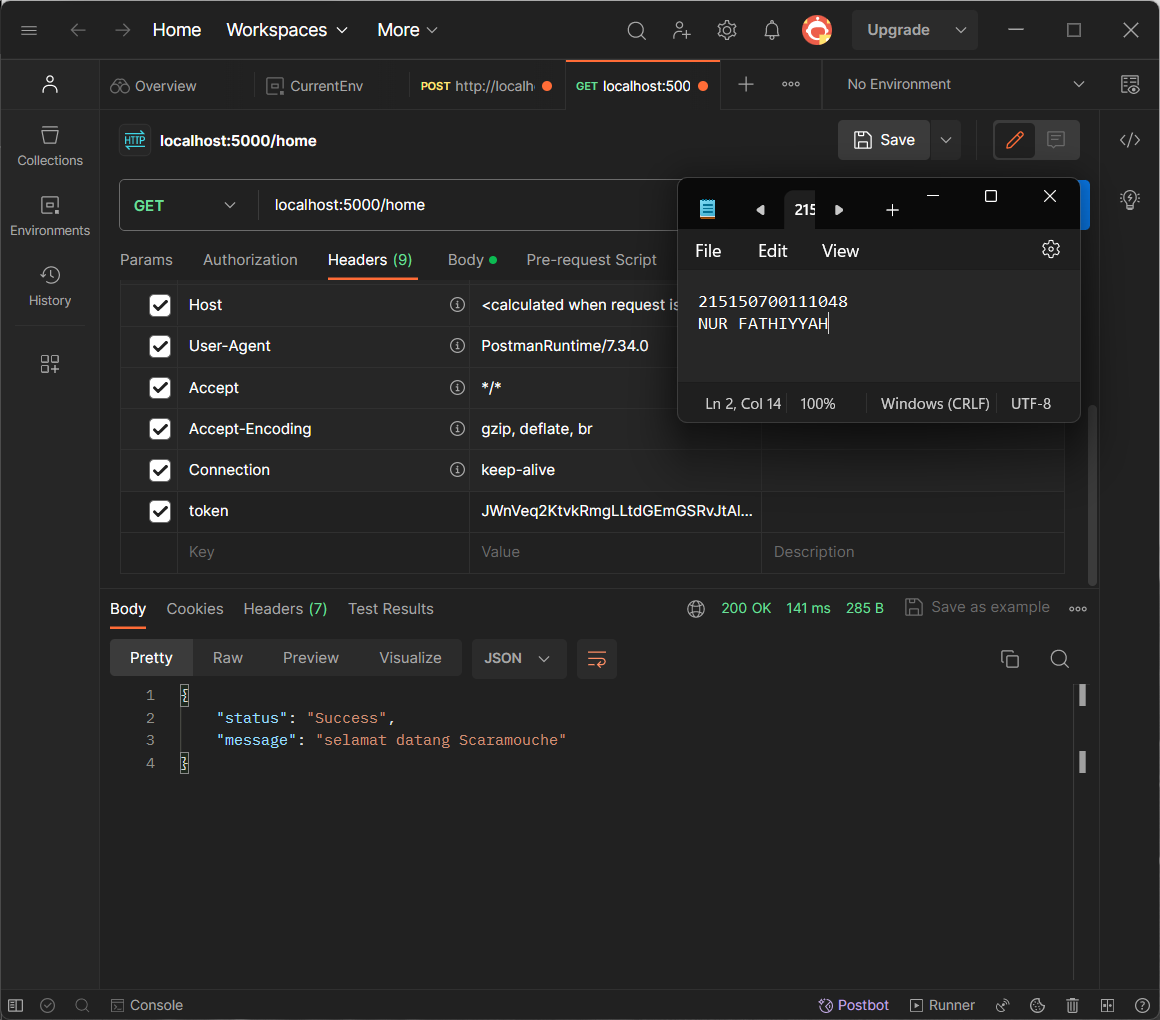 Home Workspaces More Upgrade
Overview CurrentEnv POST http://localh GET localhost:500 No Environment
HTTP localhost:5000/home Save
Collections
Environments
History
GET localhost:5000/home
Params Authorization Headers (9) Body Pre-request Script
Host <calculated when request is
User-Agent PostmanRuntime/7.34.0
Accept */*
Accept-Encoding gzip, deflate, br
Connection keep-alive
token JWnVeq2KtvkRmgLLtdGEmGSRvJtAl...
Key Value Description
215
File Edit View
215150700111048
NUR FATHIYYAH
Ln 2, Col 14 100% Windows (CRLF) UTF-8
Body Cookies Headers (7) Test Results 200 OK 141 ms 285 B Save as example
Pretty Raw Preview Visualize JSON
1 {
2 "status": "Success",
3 "message": "selamat datang Scaramouche"
4 }
Console Postbot Runner